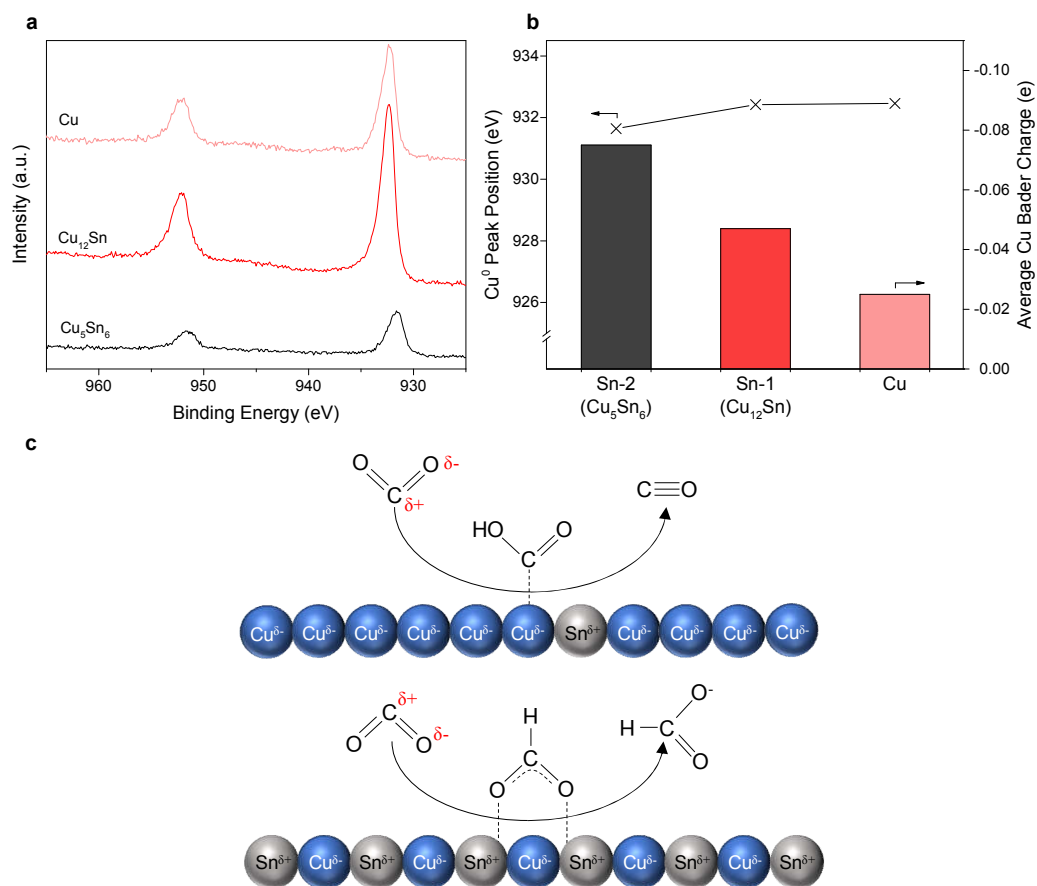 a
Intensity (a.u.)
Cu
Cu₁₂Sn
Cu₅Sn₆
960 950 940 930
Binding Energy (eV)
b
Cu⁰ Peak Position (eV)
934
932
930
928
926
-0.10
-0.08
-0.06
-0.04
-0.02
0.00
Average Cu Bader Charge (e)
Sn-2 Sn-1 Cu
(Cu₅Sn₆) (Cu₁₂Sn)
c
O O δ-
C δ+
C O
HO O
C
Cuδ- Cuδ- Cuδ- Cuδ- Cuδ- Cuδ- Snδ+ Cuδ- Cuδ- Cuδ- Cuδ-
C δ+
O O δ-
H
C
O O
O-
H C
O
Snδ+ Cuδ- Snδ+ Cuδ- Snδ+ Cuδ- Snδ+ Cuδ- Snδ+ Cuδ- Snδ+